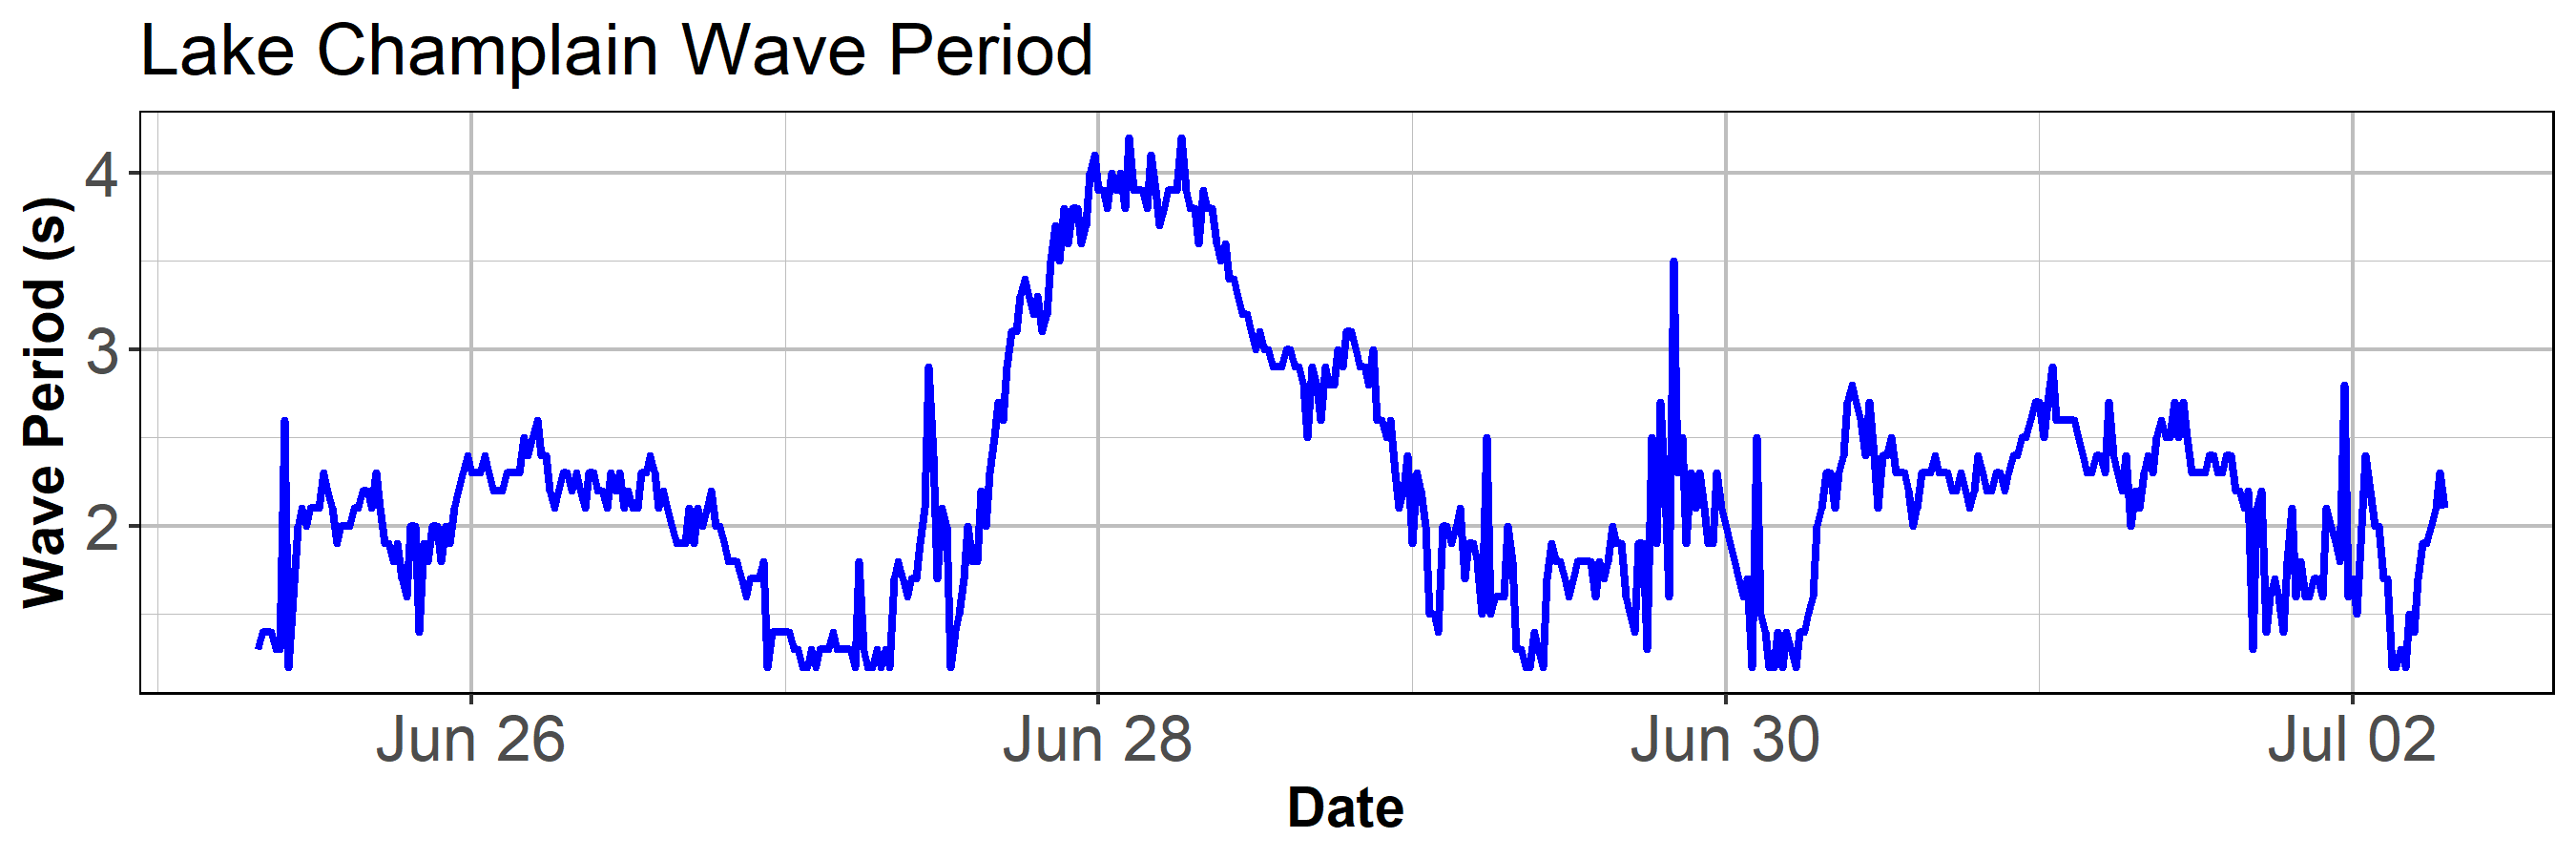 Lake Champlain Wave Period
Wave Period (s)
4
3
2
Jun 26
Jun 28
Jun 30
Jul 02
Date